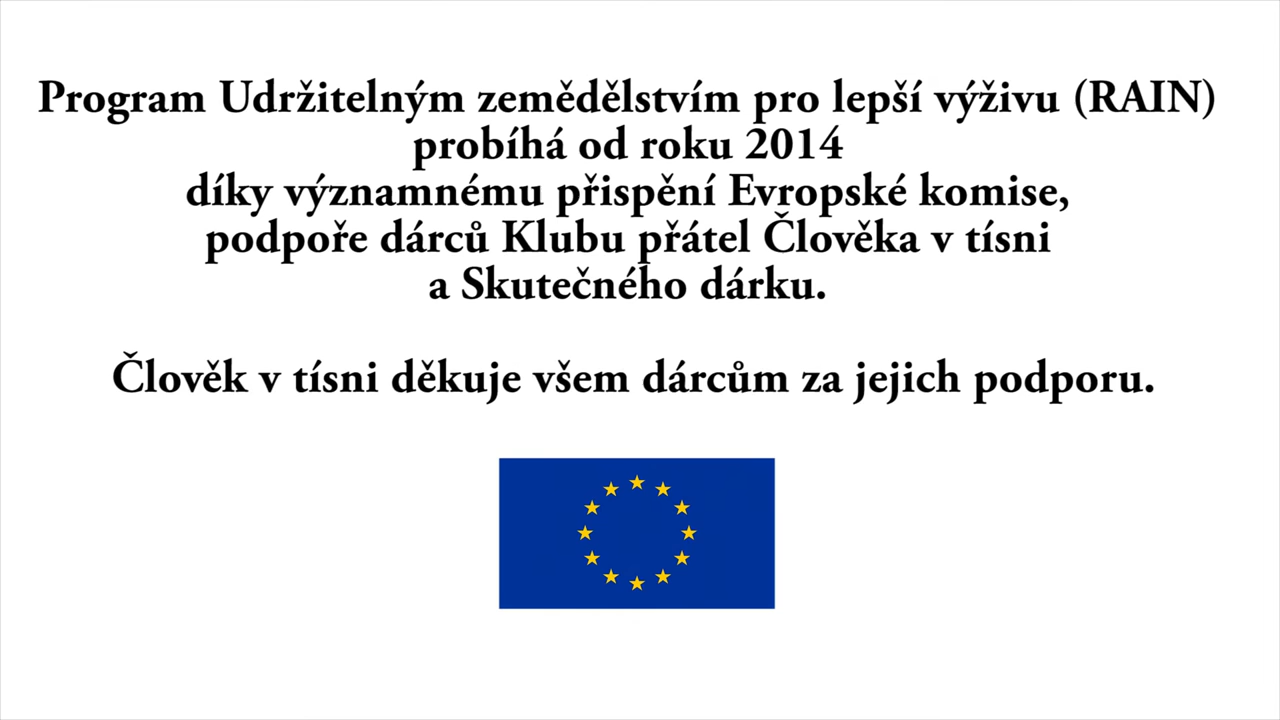 Program Udržitelným zemědělstvím pro lepší výživu (RAIN)
probíhá od roku 2014
díky významnému přispění Evropské komise,
podpoře dárců Klubu přátel Člověka v tísni
a Skutečného dárku.
Člověk v tísni děkuje všem dárcům za jejich podporu.